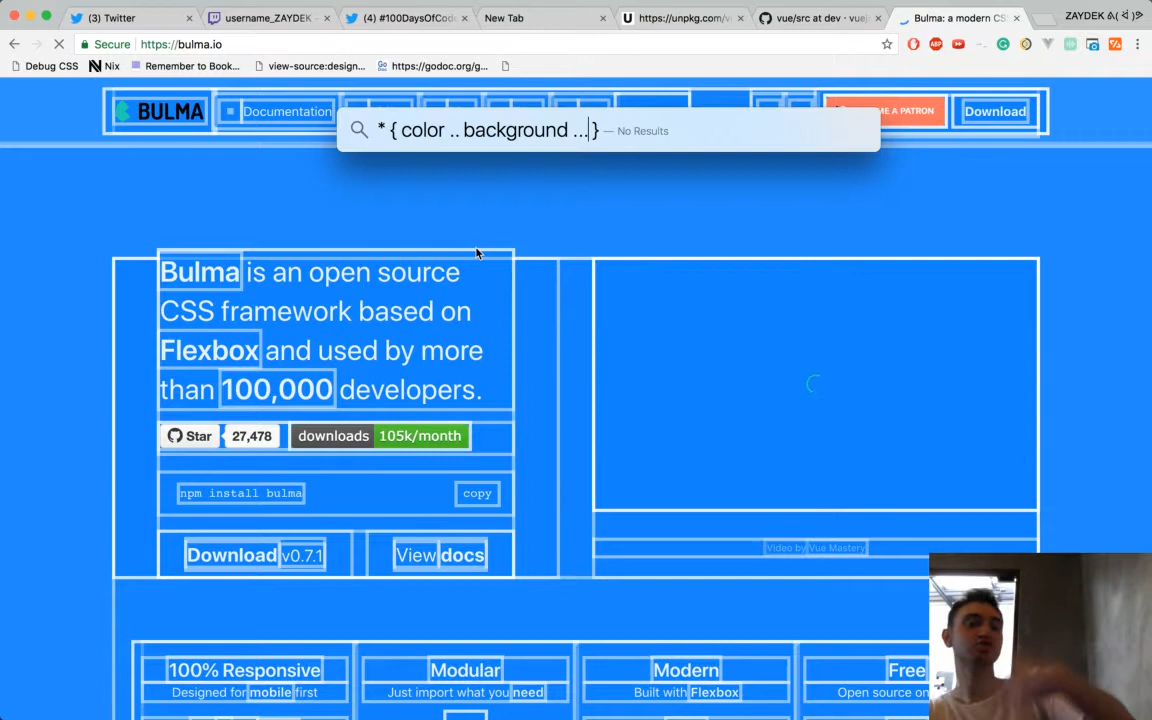 (3) Twitter
username_ZAYDEK
(4) #100DaysOfCod
New Tab
https://unpkg.com/v
vue/src at dev · vue
Bulma: a modern CS
ZAYDEK
Secure
https://bulma.io
Debug CSS
Nix
Remember to Book...
view-source:design...
https://godoc.org/g...
BULMA
Documentation
ME A PATRON
Download
* { color .. background ...} — No Results
Bulma is an open source
CSS framework based on
Flexbox and used by more
than 100,000 developers.
Star
27,478
downloads 105k/month
npm install bulma
copy
Download v0.7.1
View docs
Video by Vue Mastery
100% Responsive
Designed for mobile first
Modular
Just import what you need
Modern
Built with Flexbox
Free
Open source on